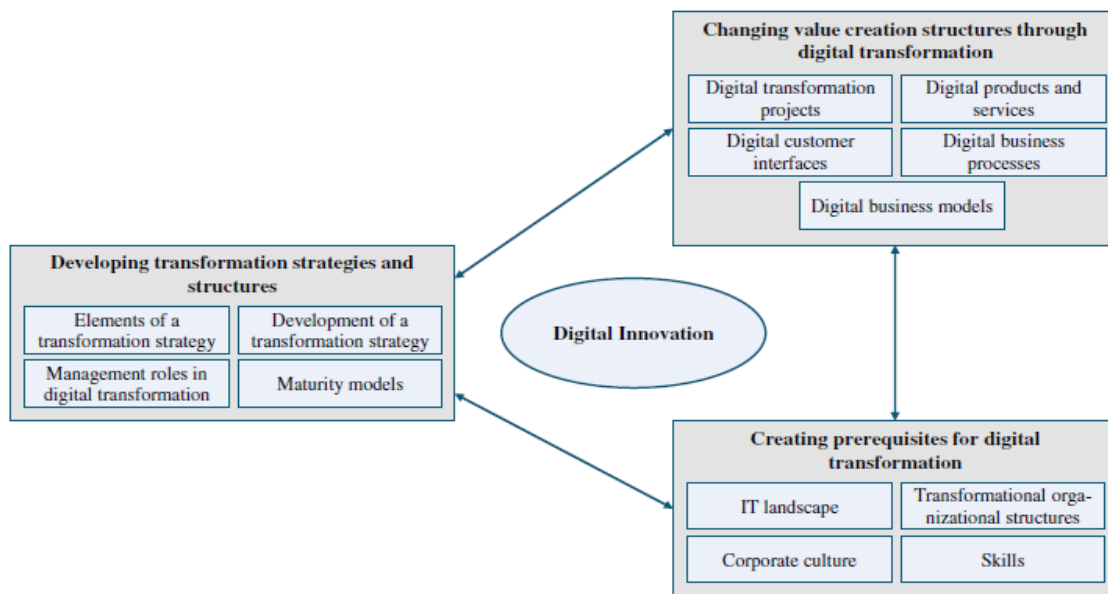 Changing value creation structures through
digital transformation
Digital transformation
projects
Digital products and
services
Digital customer
interfaces
Digital business
processes
Digital business models
Developing transformation strategies and
structures
Elements of a
transformation strategy
Development of a
transformation strategy
Management roles in
digital transformation
Maturity models
Digital Innovation
Creating prerequisites for digital
transformation
IT landscape
Transformational orga-
nizational structures
Corporate culture
Skills